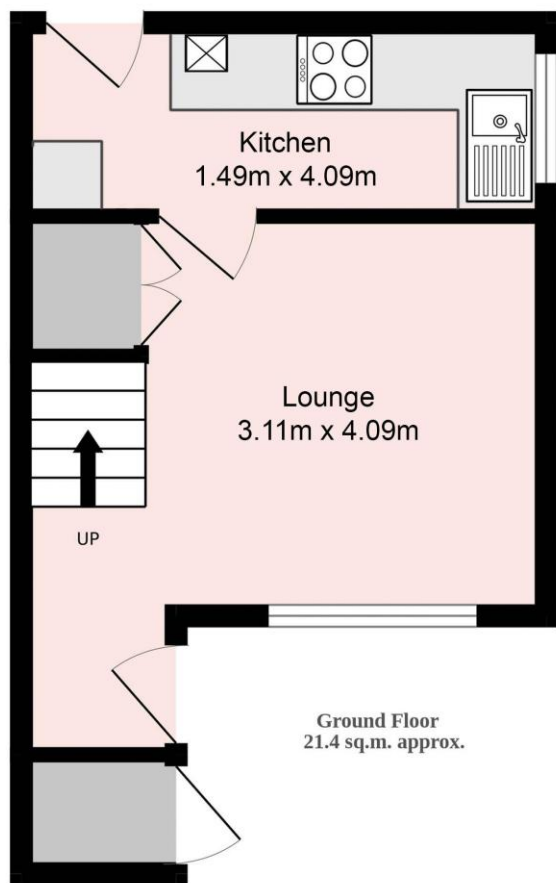 Kitchen
1.49m x 4.09m
Lounge
3.11m x 4.09m
UP
Ground Floor
21.4 sq.m. approx.